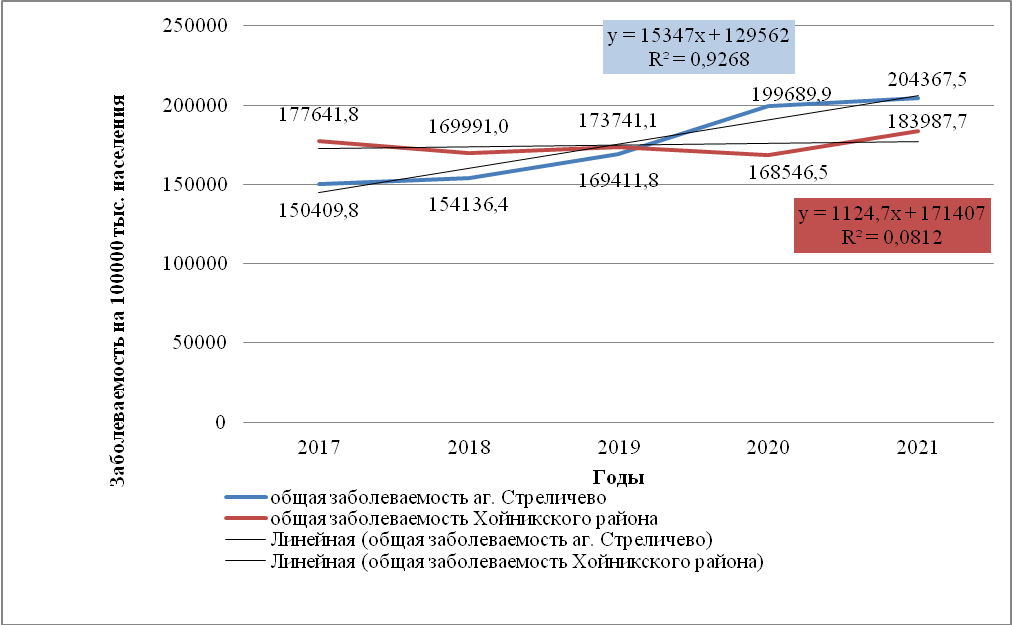 250000
y = 15347x + 129562
R² = 0,9268
204367,5
200000
199689,9
177641,8
169991,0
173741,1
183987,7
150000
150409,8
154136,4
169411,8
168546,5
y = 1124,7x + 171407
R² = 0,0812
100000
50000
0
Заболеваемость на 100000 тыс. населения
2017 2018 2019 2020 2021
Годы
общая заболеваемость аг. Стреличево
общая заболеваемость Хойникского района
Линейная (общая заболеваемость аг. Стреличево)
Линейная (общая заболеваемость Хойникского района)